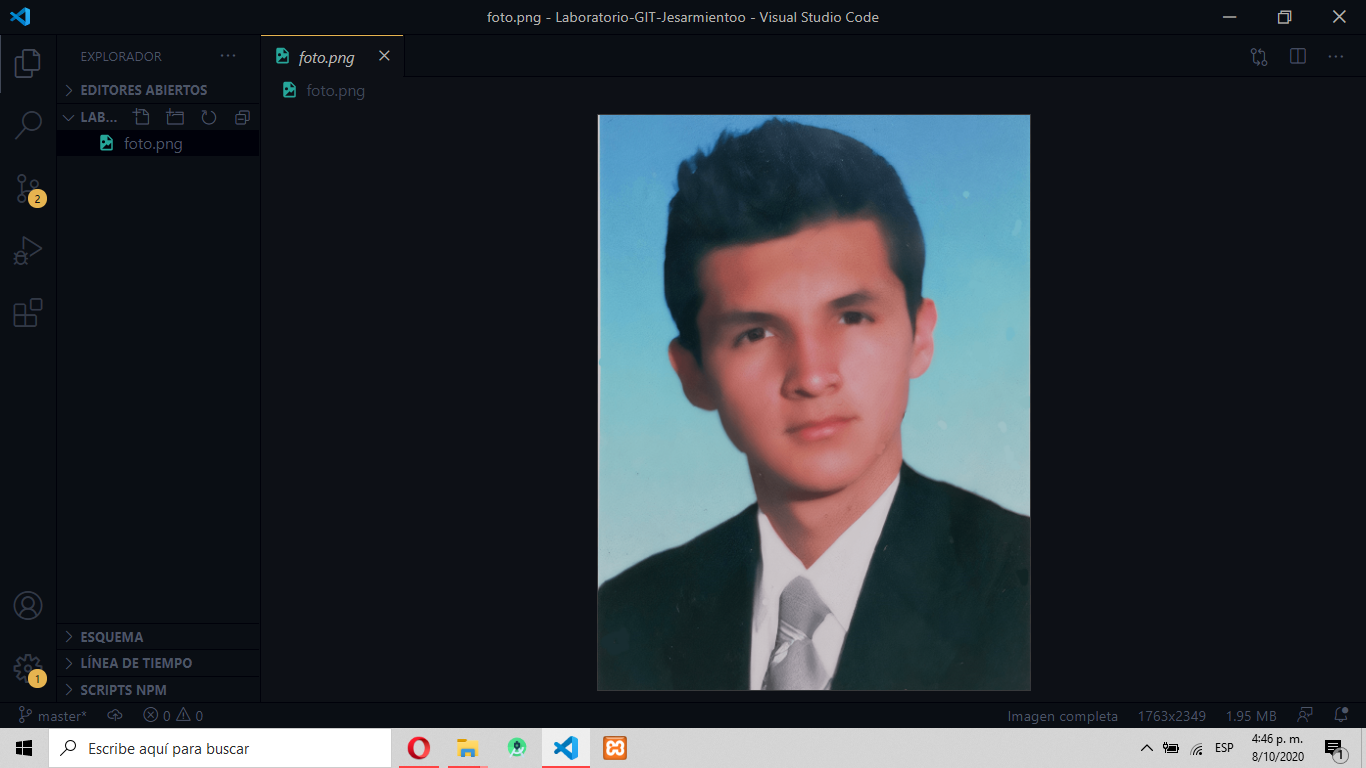 foto.png - Laboratorio-GIT-Jesarmientoo - Visual Studio Code
EXPLORADOR
foto.png
EDITORES ABIERTOS
foto.png
LAB...
foto.png
ESQUEMA
LÍNEA DE TIEMPO
SCRIPTS NPM
master* 0 0 Imagen completa 1763x2349 1.95 MB
2
1
Escribe aquí para buscar
ESP
4:46 p. m.
8/10/2020
1